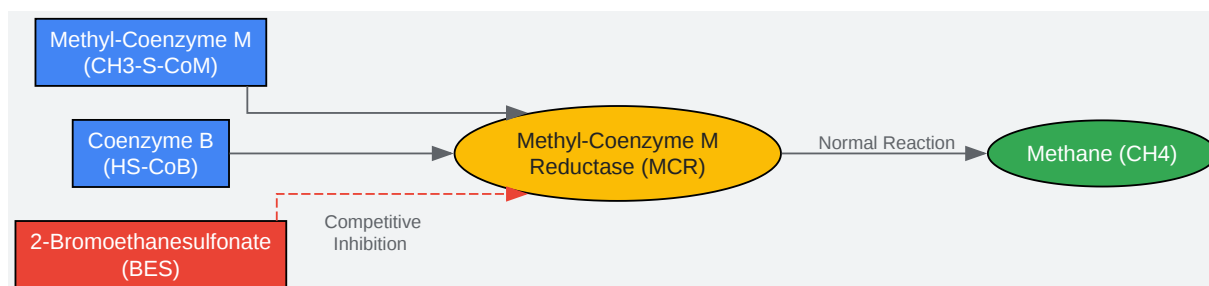 Methyl-Coenzyme M
(CH3-S-CoM)
Coenzyme B
(HS-CoB)
2-Bromoethanesulfonate
(BES)
Competitive
Inhibition
Methyl-Coenzyme M
Reductase (MCR)
Normal Reaction
Methane (CH4)